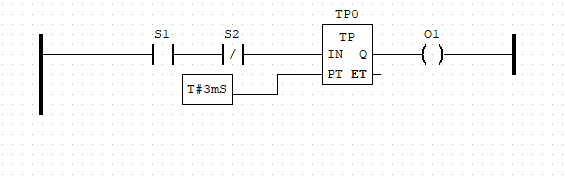 TP0
S1 S2 TP O1
/ IN Q ( )
PT ET
T#3mS